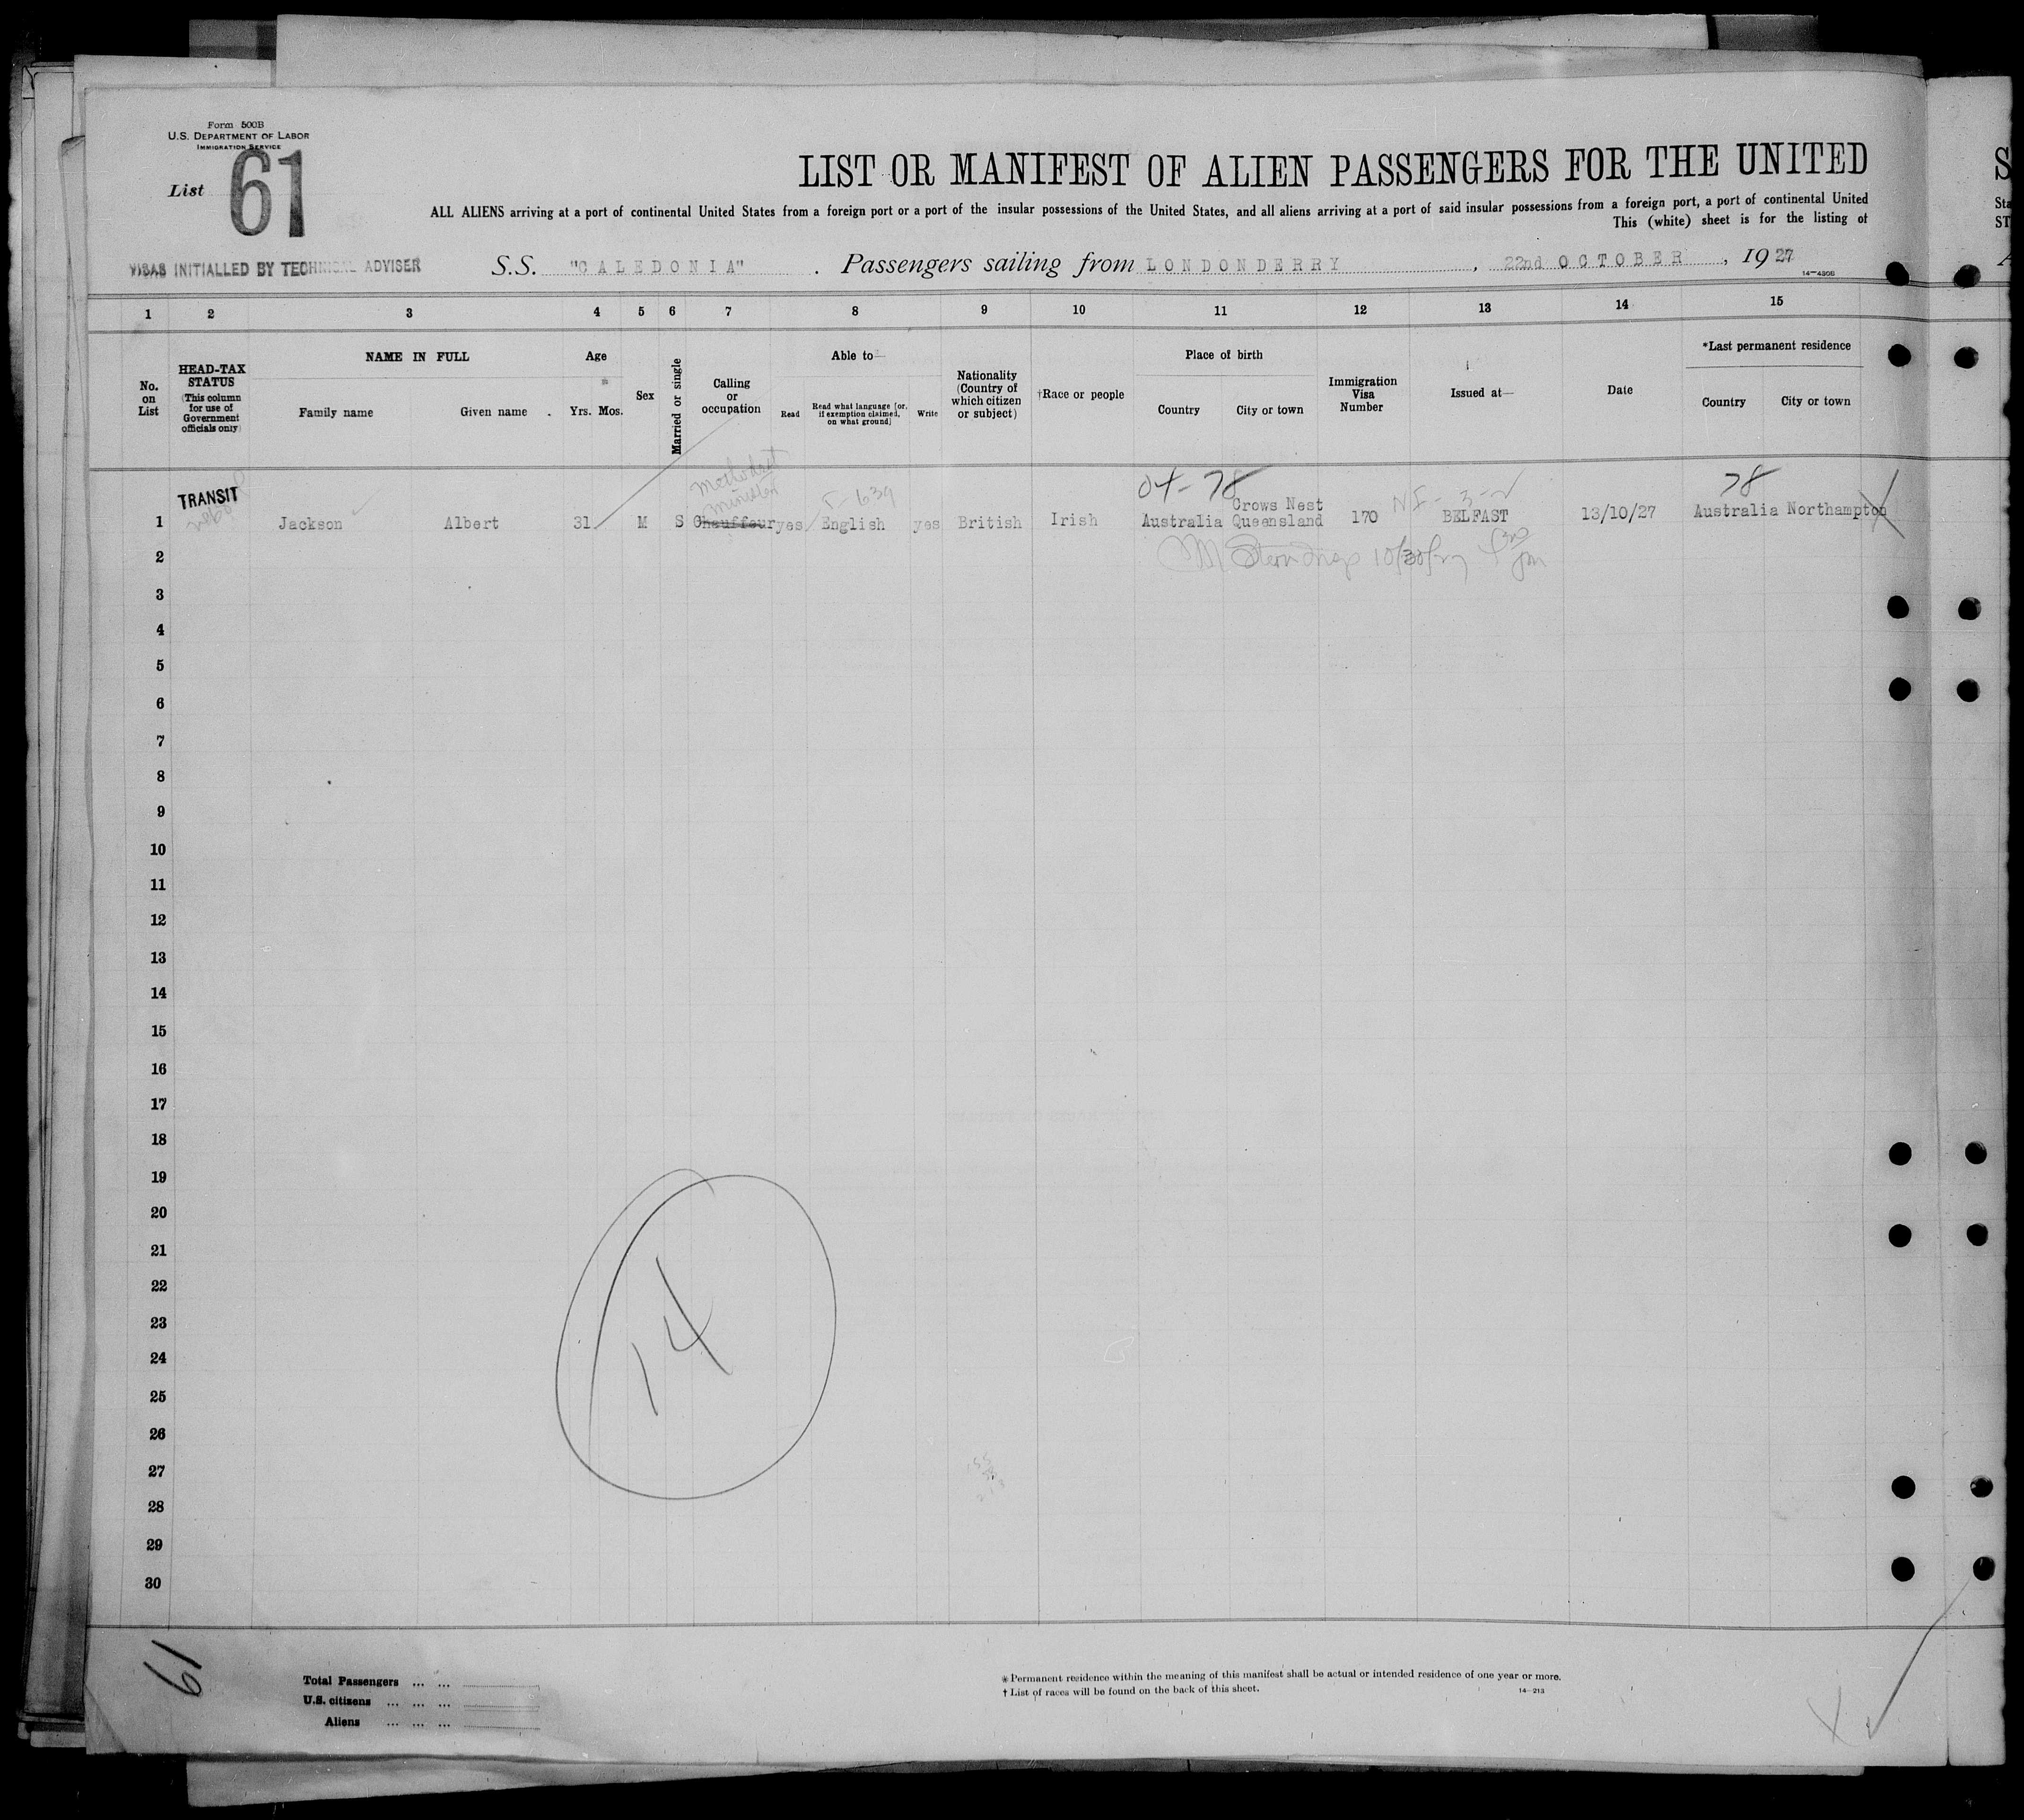 Form 500B
U.S. DEPARTMENT OF LABOR
IMMIGRATION SERVICE
List 61
LIST OR MANIFEST OF ALIEN PASSENGERS FOR THE UNITED
ALL ALIENS arriving at a port of continental United States from a foreign port or a port of the insular possessions of the United States, and all aliens arriving at a port of said insular possessions from a foreign port, a port of continental United
This (white) sheet is for the listing of
VISAS INITIALLED BY TECHNICAL ADVISER
S.S. "CALEDONIA" . Passengers sailing from LONDONDERRY , 22nd OCTOBER , 1927
14—430B
1 2 3 4 5 6 7 8 9 10 11 12 13 14 15
No. on List
HEAD-TAX STATUS (This column for use of Government officials only)
NAME IN FULL
Family name Given name
Age
Yrs. Mos.
Sex
Married or single
Calling or occupation
Able to—
Read
Read what language [or, if exemption claimed, on what ground]
Write
Nationality (Country of which citizen or subject)
†Race or people
Place of birth
Country City or town
Immigration Visa Number
Issued at—
Date
*Last permanent residence
Country City or town
TRANSIT
Methodist
minister
04-78
78
Crows Nest
1 Jackson Albert 31 M S Chauffeur yes English yes British Irish Australia Queensland 170 BELFAST 13/10/27 Australia Northampton
2
3
4
5
6
7
8
9
10
11
12
13
14
15
16
17
18
19
20
21
22
23
24
25
26
27
28
29
30
14
61
Total Passengers ... ...
U.S. citizens ... ... ...
Aliens ... ... ...
* Permanent residence within the meaning of this manifest shall be actual or intended residence of one year or more.
† List of races will be found on the back of this sheet.
14—213